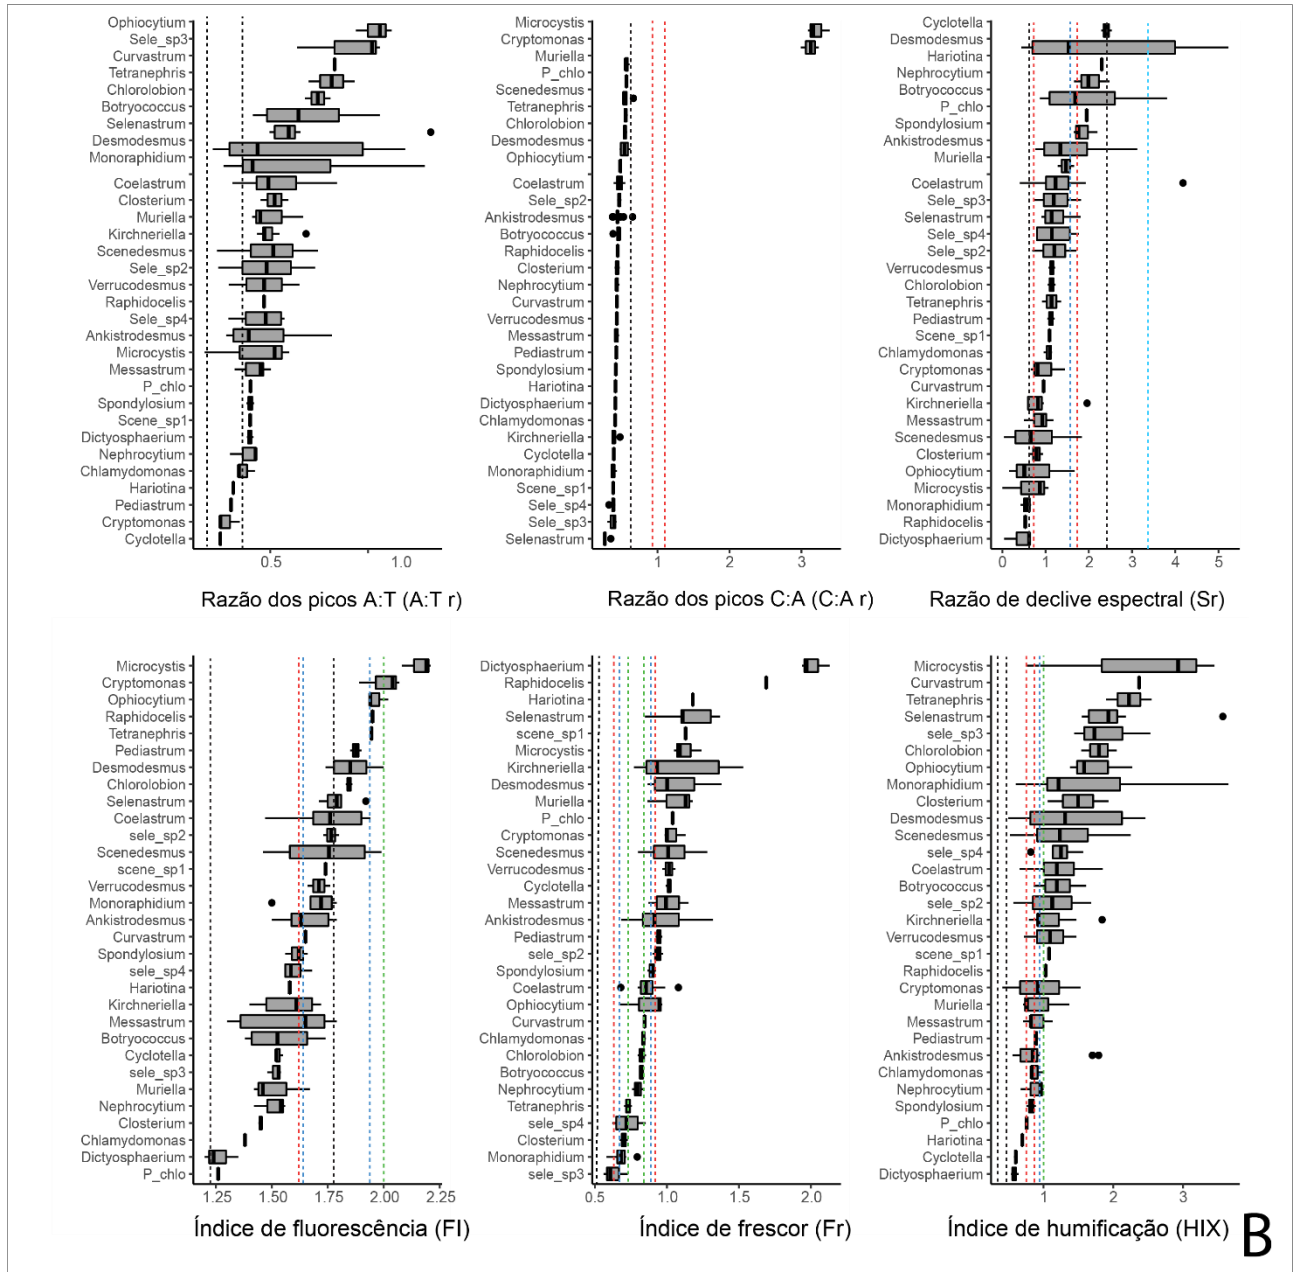 Ophiocytium
Sele_sp3
Curvastrum
Tetranephris
Chlorolobion
Botryococcus
Selenastrum
Desmodesmus
Monoraphidium
Coelastrum
Closterium
Muriella
Kirchneriella
Scenedesmus
Sele_sp2
Verrucodesmus
Raphidocelis
Sele_sp4
Ankistrodesmus
Microcystis
Messastrum
P_chlo
Spondylosium
Scene_sp1
Dictyosphaerium
Nephrocytium
Chlamydomonas
Hariotina
Pediastrum
Cryptomonas
Cyclotella
0.5 1.0
Razão dos picos A:T (A:T r)
Microcystis
Cryptomonas
Muriella
P_chlo
Scenedesmus
Tetranephris
Chlorolobion
Desmodesmus
Ophiocytium
Coelastrum
Sele_sp2
Ankistrodesmus
Botryococcus
Raphidocelis
Closterium
Nephrocytium
Curvastrum
Verrucodesmus
Messastrum
Pediastrum
Spondylosium
Hariotina
Dictyosphaerium
Chlamydomonas
Kirchneriella
Cyclotella
Monoraphidium
Scene_sp1
Sele_sp4
Sele_sp3
Selenastrum
1 2 3
Razão dos picos C:A (C:A r)
Cyclotella
Desmodesmus
Hariotina
Nephrocytium
Botryococcus
P_chlo
Spondylosium
Ankistrodesmus
Muriella
Coelastrum
Sele_sp3
Selenastrum
Sele_sp4
Sele_sp2
Verrucodesmus
Chlorolobion
Tetranephris
Pediastrum
Scene_sp1
Chlamydomonas
Cryptomonas
Curvastrum
Kirchneriella
Messastrum
Scenedesmus
Closterium
Ophiocytium
Microcystis
Monoraphidium
Raphidocelis
Dictyosphaerium
0 1 2 3 4 5
Razão de declive espectral (Sr)
Microcystis
Cryptomonas
Ophiocytium
Raphidocelis
Tetranephris
Pediastrum
Desmodesmus
Chlorolobion
Selenastrum
Coelastrum
sele_sp2
Scenedesmus
scene_sp1
Verrucodesmus
Monoraphidium
Ankistrodesmus
Curvastrum
Spondylosium
sele_sp4
Hariotina
Kirchneriella
Messastrum
Botryococcus
Cyclotella
sele_sp3
Muriella
Nephrocytium
Closterium
Chlamydomonas
Dictyosphaerium
P_chlo
1.25 1.50 1.75 2.00 2.25
Índice de fluorescência (FI)
Dictyosphaerium
Raphidocelis
Hariotina
Selenastrum
scene_sp1
Microcystis
Kirchneriella
Desmodesmus
Muriella
P_chlo
Cryptomonas
Scenedesmus
Verrucodesmus
Cyclotella
Messastrum
Ankistrodesmus
Pediastrum
sele_sp2
Spondylosium
Coelastrum
Ophiocytium
Curvastrum
Chlamydomonas
Chlorolobion
Botryococcus
Nephrocytium
Tetranephris
sele_sp4
Closterium
Monoraphidium
sele_sp3
0.5 1.0 1.5 2.0
Índice de frescor (Fr)
Microcystis
Curvastrum
Tetranephris
Selenastrum
sele_sp3
Chlorolobion
Ophiocytium
Monoraphidium
Closterium
Desmodesmus
Scenedesmus
sele_sp4
Coelastrum
Botryococcus
sele_sp2
Kirchneriella
Verrucodesmus
scene_sp1
Raphidocelis
Cryptomonas
Muriella
Messastrum
Pediastrum
Ankistrodesmus
Chlamydomonas
Nephrocytium
Spondylosium
P_chlo
Hariotina
Cyclotella
Dictyosphaerium
1 2 3
Índice de humificação (HIX)
B